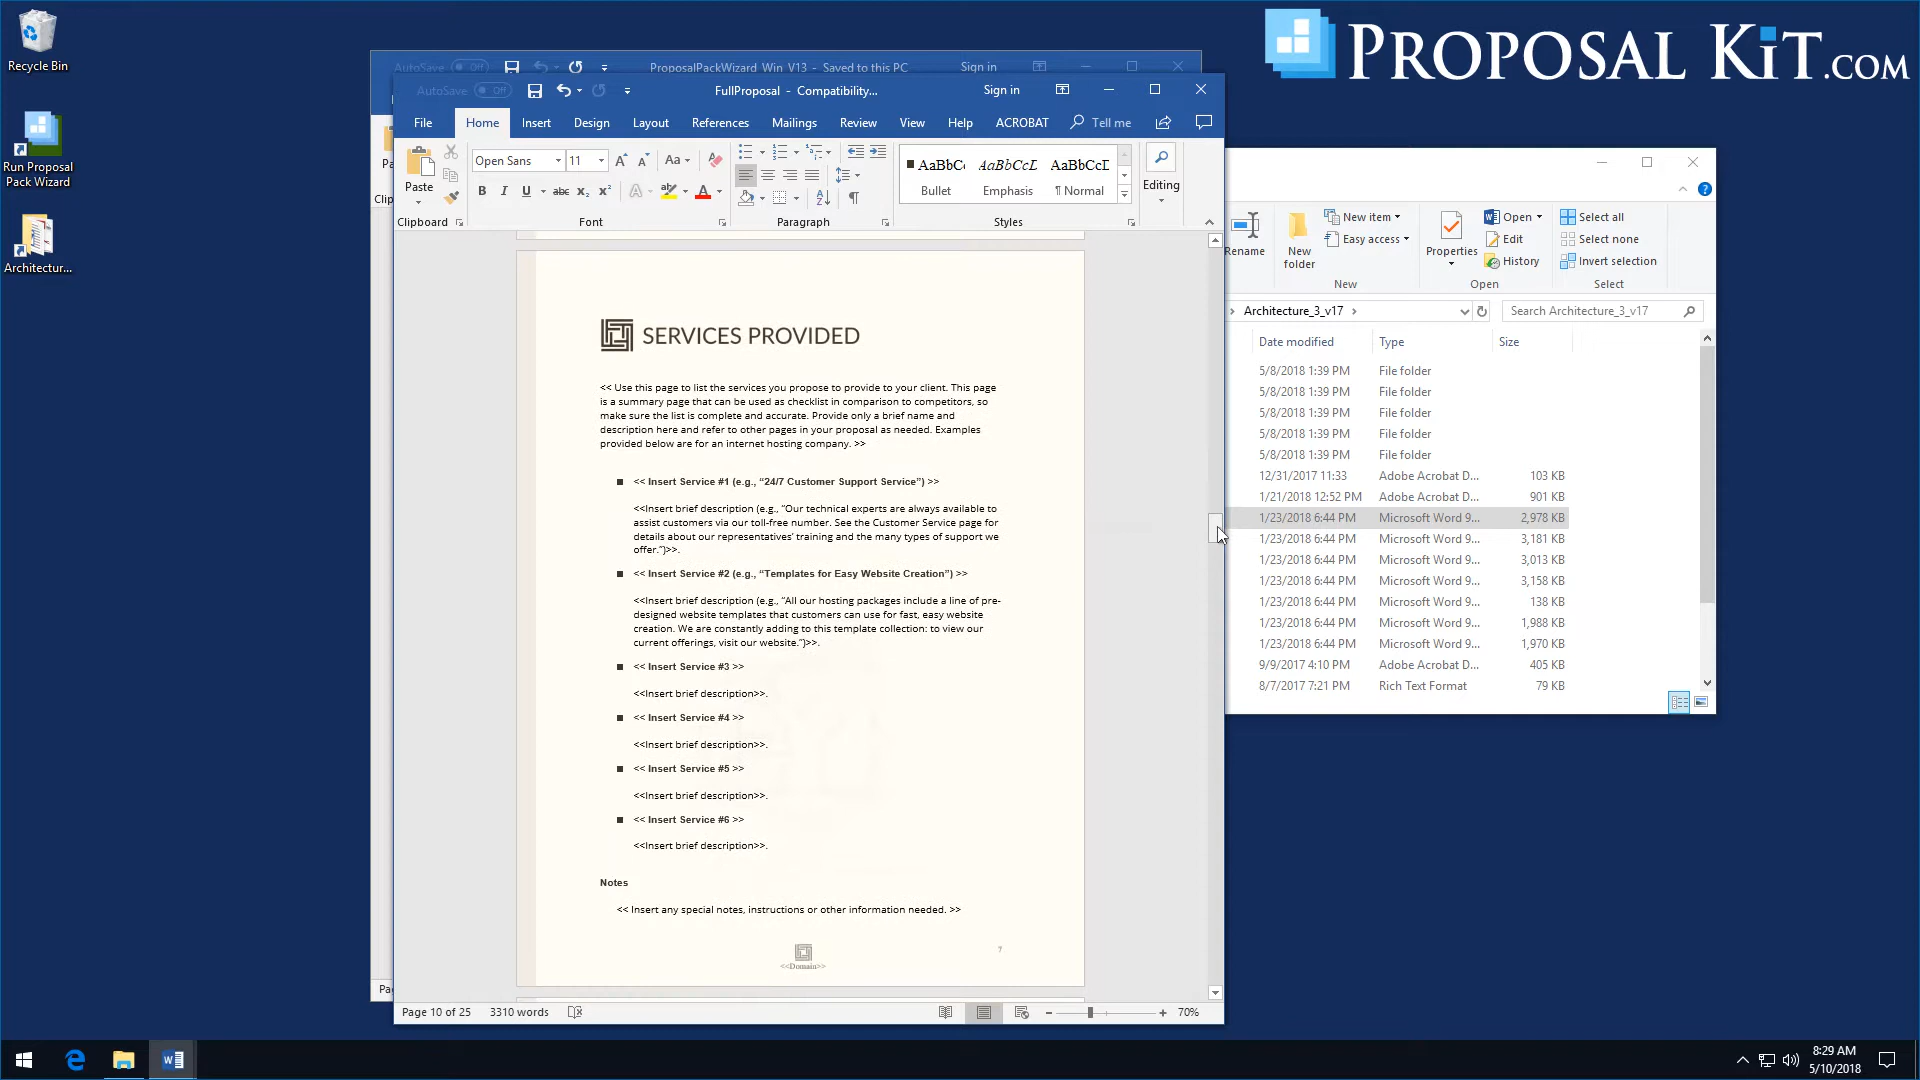 Recycle Bin
Run Proposal
Pack Wizard
Architectur...
PROPOSAL KIT.COM
AutoSave Off ProposalPackWizard_Win_V13 - Saved to this PC Sign in
AutoSave Off FullProposal - Compatibility... Sign in
File Home Insert Design Layout References Mailings Review View Help ACROBAT Tell me
Paste
Clipboard
Open Sans 11
Aa
B I U abc X₂ X² A ab A
Font
Paragraph
AaBbC AaBbCcL AaBbCcD
Bullet Emphasis ¶ Normal
Styles
Editing
Pa
Clip
SERVICES PROVIDED
<< Use this page to list the services you propose to provide to your client. This page
is a summary page that can be used as checklist in comparison to competitors, so
make sure the list is complete and accurate. Provide only a brief name and
description here and refer to other pages in your proposal as needed. Examples
provided below are for an internet hosting company. >>
<< Insert Service #1 (e.g., “24/7 Customer Support Service”) >>
<<Insert brief description (e.g., “Our technical experts are always available to
assist customers via our toll-free number. See the Customer Service page for
details about our representatives’ training and the many types of support we
offer.”)>>.
<< Insert Service #2 (e.g., “Templates for Easy Website Creation”) >>
<<Insert brief description (e.g., “All our hosting packages include a line of pre-
designed website templates that customers can use for fast, easy website
creation. We are constantly adding to this template collection: to view our
current offerings, visit our website.”)>>.
<< Insert Service #3 >>
<<Insert brief description>>.
<< Insert Service #4 >>
<<Insert brief description>>.
<< Insert Service #5 >>
<<Insert brief description>>.
<< Insert Service #6 >>
<<Insert brief description>>.
Notes
<< Insert any special notes, instructions or other information needed. >>
<<Domain>>
Pag
Page 10 of 25 3310 words 70%
Rename
New
folder
New item
Easy access
New
Properties
Open
Edit
History
Open
Select all
Select none
Invert selection
Select
Architecture_3_v17
Search Architecture_3_v17
Date modified Type Size
5/8/2018 1:39 PM File folder
5/8/2018 1:39 PM File folder
5/8/2018 1:39 PM File folder
5/8/2018 1:39 PM File folder
5/8/2018 1:39 PM File folder
12/31/2017 11:33 Adobe Acrobat D... 103 KB
1/21/2018 12:52 PM Adobe Acrobat D... 901 KB
1/23/2018 6:44 PM Microsoft Word 9... 2,978 KB
1/23/2018 6:44 PM Microsoft Word 9... 3,181 KB
1/23/2018 6:44 PM Microsoft Word 9... 3,013 KB
1/23/2018 6:44 PM Microsoft Word 9... 3,158 KB
1/23/2018 6:44 PM Microsoft Word 9... 138 KB
1/23/2018 6:44 PM Microsoft Word 9... 1,988 KB
1/23/2018 6:44 PM Microsoft Word 9... 1,970 KB
9/9/2017 4:10 PM Adobe Acrobat D... 405 KB
8/7/2017 7:21 PM Rich Text Format 79 KB
8:29 AM
5/10/2018